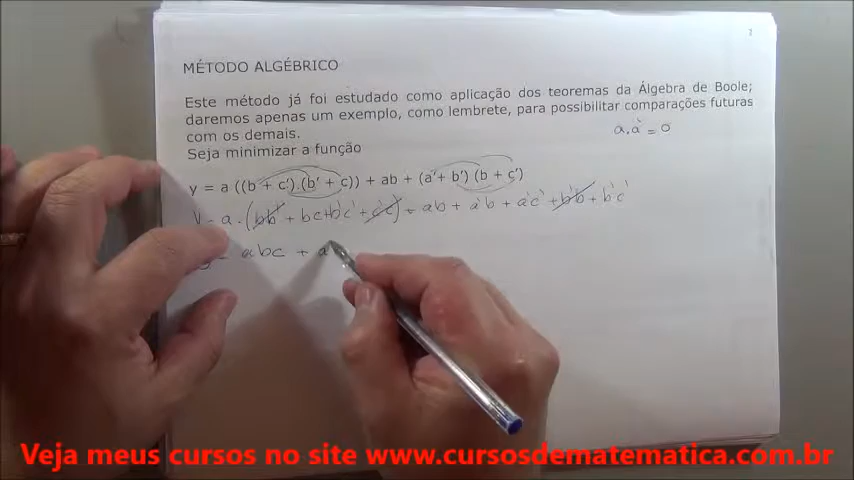 2
MÉTODO ALGÉBRICO
Este método já foi estudado como aplicação dos teoremas da Álgebra de Boole;
daremos apenas um exemplo, como lembrete, para possibilitar comparações futuras
com os demais.
a.a' = 0
Seja minimizar a função
y = a ((b + c').(b' + c)) + ab + (a' + b') (b + c')
y = a.(bb' + bc + b'c' + c'c) + ab + a'b + a'c' + b'b + b'c'
abc + a
Veja meus cursos no site www.cursosdematematica.com.br